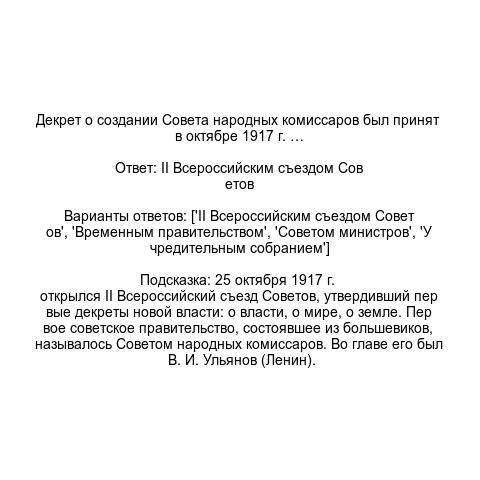 Декрет о создании Совета народных комиссаров был принят
в октябре 1917 г. …
Ответ: II Всероссийским съездом Сов
етов
Варианты ответов: ['II Всероссийским съездом Совет
ов', 'Временным правительством', 'Советом министров', 'У
чредительным собранием']
Подсказка: 25 октября 1917 г.
открылся II Всероссийский съезд Советов, утвердивший пер
вые декреты новой власти: о власти, о мире, о земле. Пер
вое советское правительство, состоявшее из большевиков,
называлось Советом народных комиссаров. Во главе его был
В. И. Ульянов (Ленин).